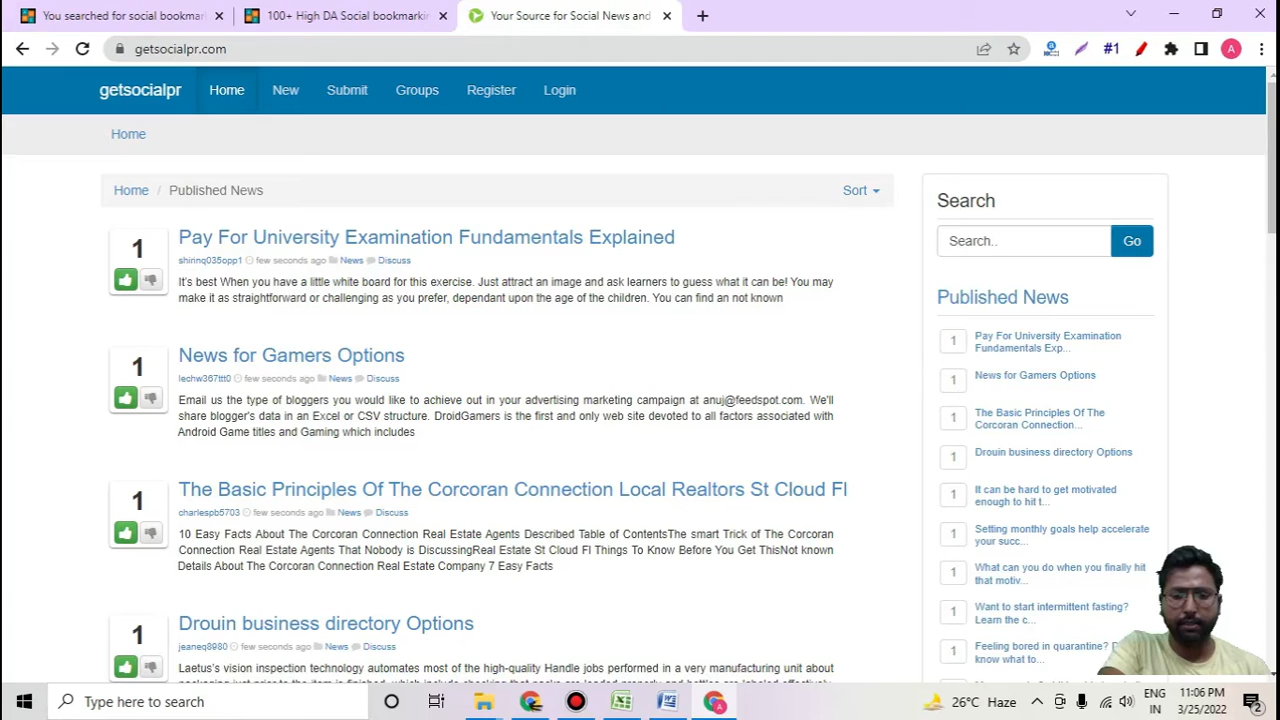 You searched for social bookmar
100+ High DA Social bookmarkin
Your Source for Social News and
getsocialpr.com
#1
A
getsocialpr
Home
New
Submit
Groups
Register
Login
Home
Home / Published News
Sort
1
Pay For University Examination Fundamentals Explained
shirinq035opp1 few seconds ago News Discuss
It's best When you have a little white board for this exercise. Just attract an image and ask learners to guess what it can be! You may
make it as straightforward or challenging as you prefer, dependant upon the age of the children. You can find an not known
1
News for Gamers Options
lechw367ttt0 few seconds ago News Discuss
Email us the type of bloggers you would like to achieve out in your advertising marketing campaign at anuj@feedspot.com. We'll
share blogger's data in an Excel or CSV structure. DroidGamers is the first and only web site devoted to all factors associated with
Android Game titles and Gaming which includes
1
The Basic Principles Of The Corcoran Connection Local Realtors St Cloud Fl
charlespb5703 few seconds ago News Discuss
10 Easy Facts About The Corcoran Connection Real Estate Agents Described Table of ContentsThe smart Trick of The Corcoran
Connection Real Estate Agents That Nobody is DiscussingReal Estate St Cloud Fl Things To Know Before You Get ThisNot known
Details About The Corcoran Connection Real Estate Company 7 Easy Facts
1
Drouin business directory Options
jeaneq8980 few seconds ago News Discuss
Laetus's vision inspection technology automates most of the high-quality Handle jobs performed in a very manufacturing unit about
Search
Search..
Go
Published News
1
Pay For University Examination
Fundamentals Exp...
1
News for Gamers Options
1
The Basic Principles Of The
Corcoran Connection...
1
Drouin business directory Options
1
It can be hard to get motivated
enough to hit t...
1
Setting monthly goals help accelerate
your succ...
1
What can you do when you finally hit
that motiv...
1
Want to start intermittent fasting?
Learn the c...
1
Feeling bored in quarantine?
know what to...
Type here to search
A
26°C Haze
ENG
IN
11:06 PM
3/25/2022
2